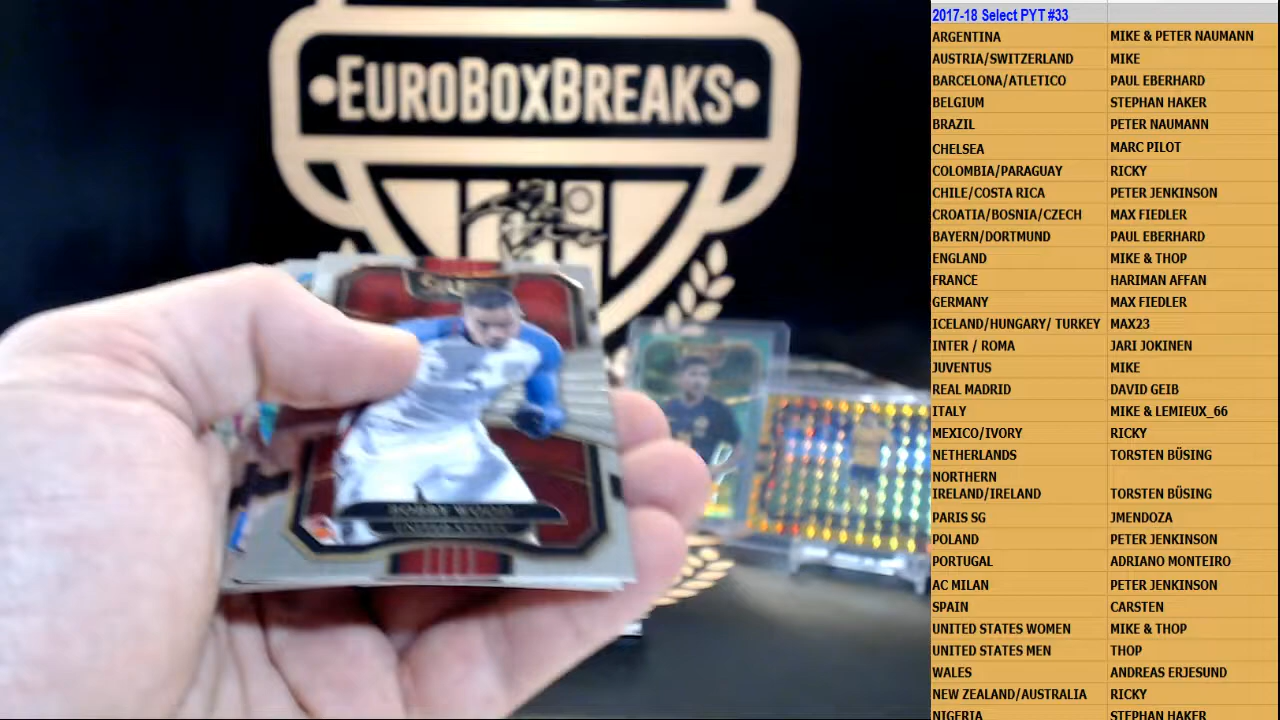 EUROBOXBREAKS
SELECT
BOBBY WOOD
UNITED STATES
2017-18 Select PYT #33
ARGENTINA MIKE & PETER NAUMANN
AUSTRIA/SWITZERLAND MIKE
BARCELONA/ATLETICO PAUL EBERHARD
BELGIUM STEPHAN HAKER
BRAZIL PETER NAUMANN
CHELSEA MARC PILOT
COLOMBIA/PARAGUAY RICKY
CHILE/COSTA RICA PETER JENKINSON
CROATIA/BOSNIA/CZECH MAX FIEDLER
BAYERN/DORTMUND PAUL EBERHARD
ENGLAND MIKE & THOP
FRANCE HARIMAN AFFAN
GERMANY MAX FIEDLER
ICELAND/HUNGARY/ TURKEY MAX23
INTER / ROMA JARI JOKINEN
JUVENTUS MIKE
REAL MADRID DAVID GEIB
ITALY MIKE & LEMIEUX_66
MEXICO/IVORY RICKY
NETHERLANDS TORSTEN BÜSING
NORTHERN
IRELAND/IRELAND TORSTEN BÜSING
PARIS SG JMENDOZA
POLAND PETER JENKINSON
PORTUGAL ADRIANO MONTEIRO
AC MILAN PETER JENKINSON
SPAIN CARSTEN
UNITED STATES WOMEN MIKE & THOP
UNITED STATES MEN THOP
WALES ANDREAS ERJESUND
NEW ZEALAND/AUSTRALIA RICKY
NIGERIA STEPHAN HAKER